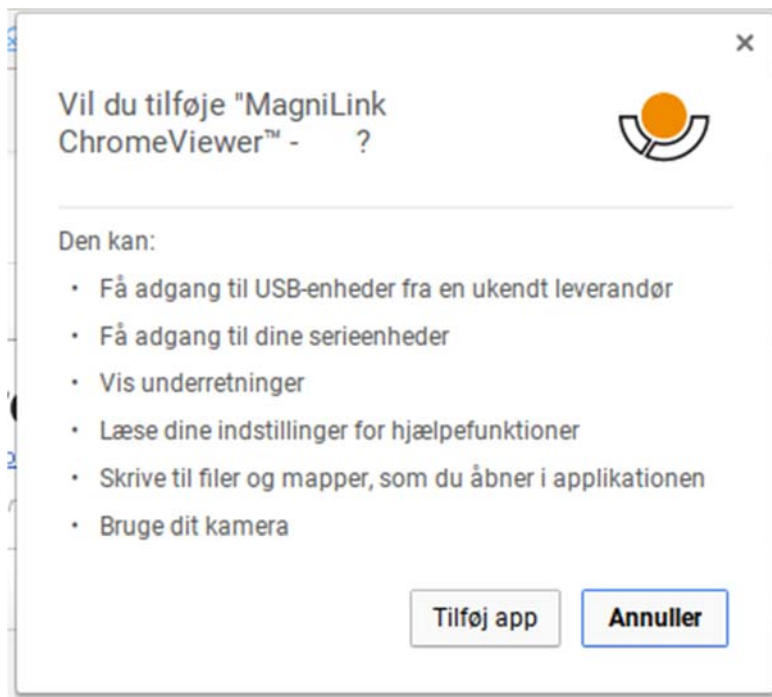 Vil du tilføje "MagniLink
ChromeViewer™ - ?
Den kan:
• Få adgang til USB-enheder fra en ukendt leverandør
• Få adgang til dine serieenheder
• Vis underretninger
• Læse dine indstillinger for hjælpefunktioner
• Skrive til filer og mapper, som du åbner i applikationen
• Bruge dit kamera
Tilføj app Annuller